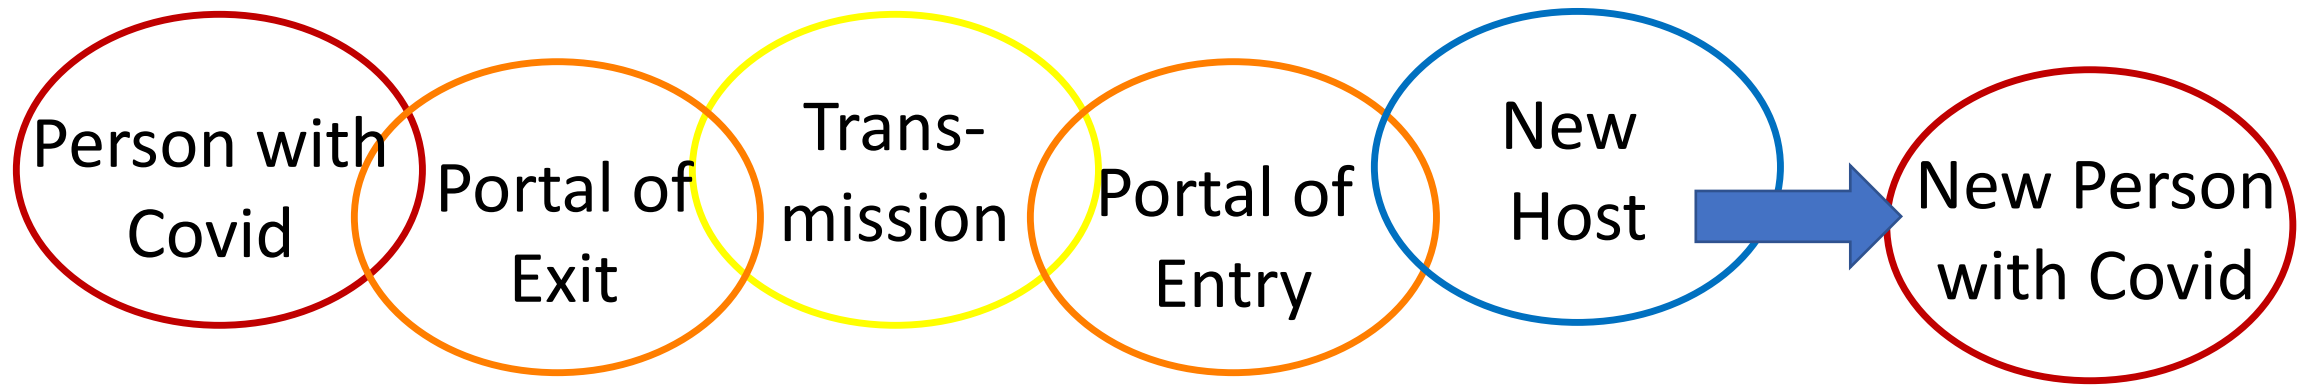 Person with
Covid
Portal of
Exit
Trans-
mission
Portal of
Entry
New
Host
New Person
with Covid